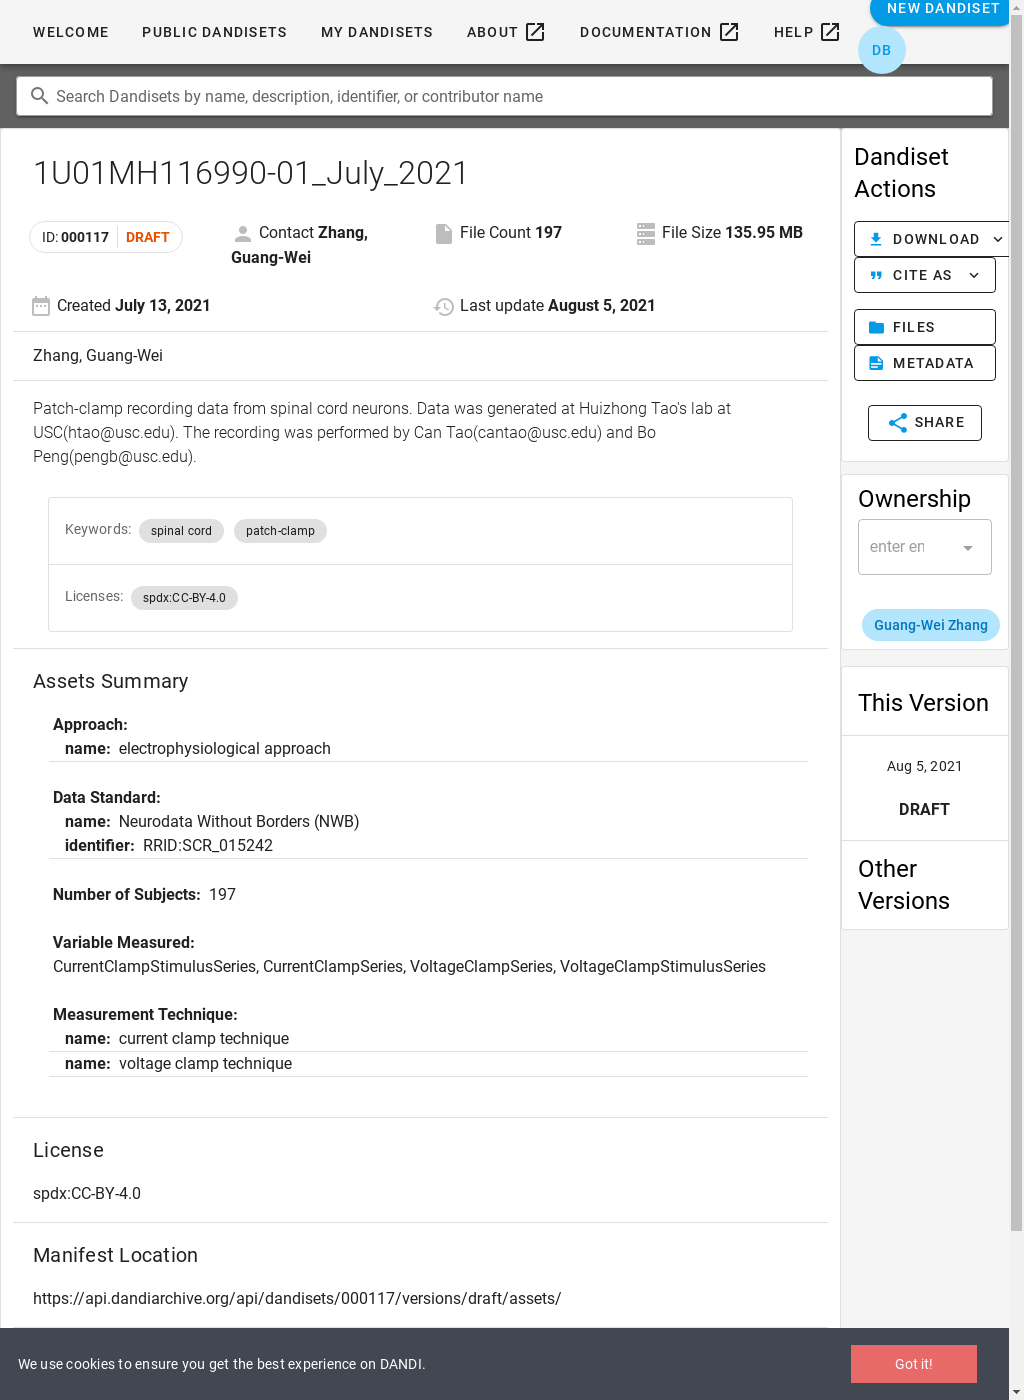 WELCOME PUBLIC DANDISETS MY DANDISETS ABOUT DOCUMENTATION HELP NEW DANDISET
DB
Search Dandisets by name, description, identifier, or contributor name
1U01MH116990-01_July_2021
ID: 000117 DRAFT
Contact Zhang,
Guang-Wei
File Count 197
File Size 135.95 MB
Created July 13, 2021
Last update August 5, 2021
Zhang, Guang-Wei
Patch-clamp recording data from spinal cord neurons. Data was generated at Huizhong Tao's lab at
USC(htao@usc.edu). The recording was performed by Can Tao(cantao@usc.edu) and Bo
Peng(pengb@usc.edu).
Keywords: spinal cord patch-clamp
Licenses: spdx:CC-BY-4.0
Assets Summary
Approach:
name: electrophysiological approach
Data Standard:
name: Neurodata Without Borders (NWB)
identifier: RRID:SCR_015242
Number of Subjects: 197
Variable Measured:
CurrentClampStimulusSeries, CurrentClampSeries, VoltageClampSeries, VoltageClampStimulusSeries
Measurement Technique:
name: current clamp technique
name: voltage clamp technique
License
spdx:CC-BY-4.0
Manifest Location
https://api.dandiarchive.org/api/dandisets/000117/versions/draft/assets/
Dandiset
Actions
DOWNLOAD
CITE AS
FILES
METADATA
SHARE
Ownership
enter en
Guang-Wei Zhang
This Version
Aug 5, 2021
DRAFT
Other
Versions
We use cookies to ensure you get the best experience on DANDI.
Got it!